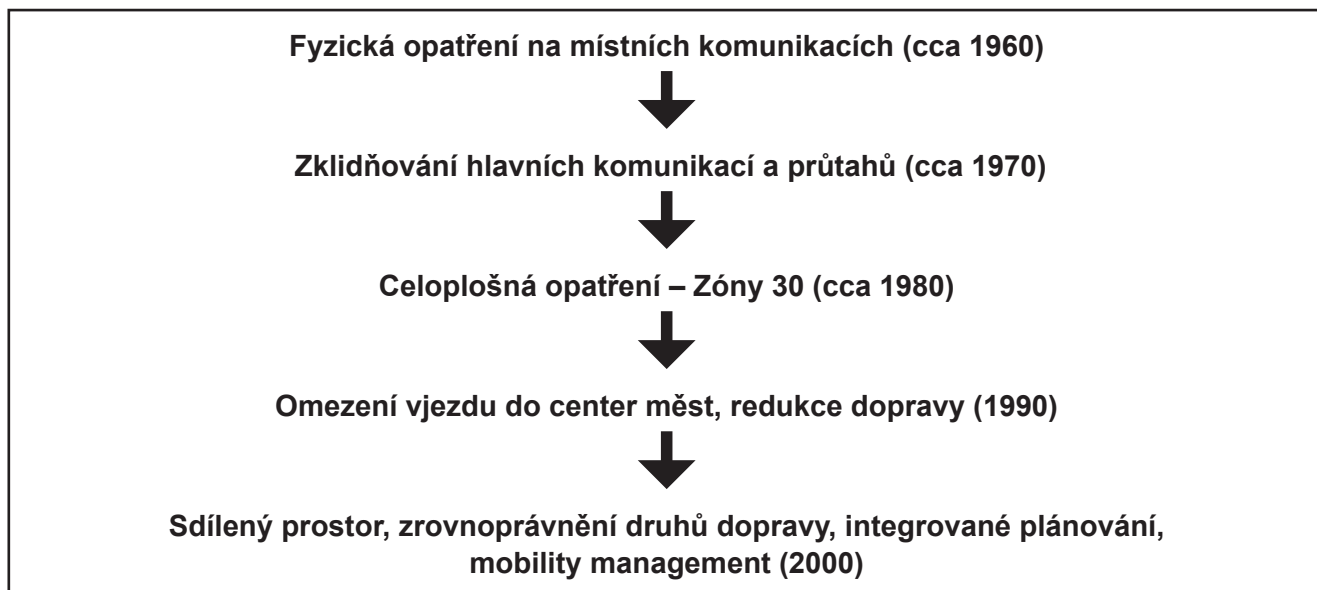 Fyzická opatření na místních komunikacích (cca 1960)
Zklidňování hlavních komunikací a průtahů (cca 1970)
Celoplošná opatření – Zóny 30 (cca 1980)
Omezení vjezdu do center měst, redukce dopravy (1990)
Sdílený prostor, zrovnoprávnění druhů dopravy, integrované plánování,
mobility management (2000)